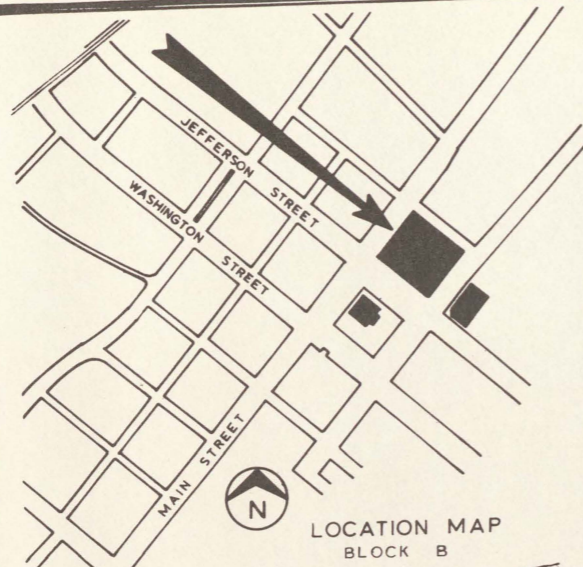 JEFFERSON STREET
WASHINGTON STREET
MAIN STREET
N
LOCATION MAP
BLOCK B